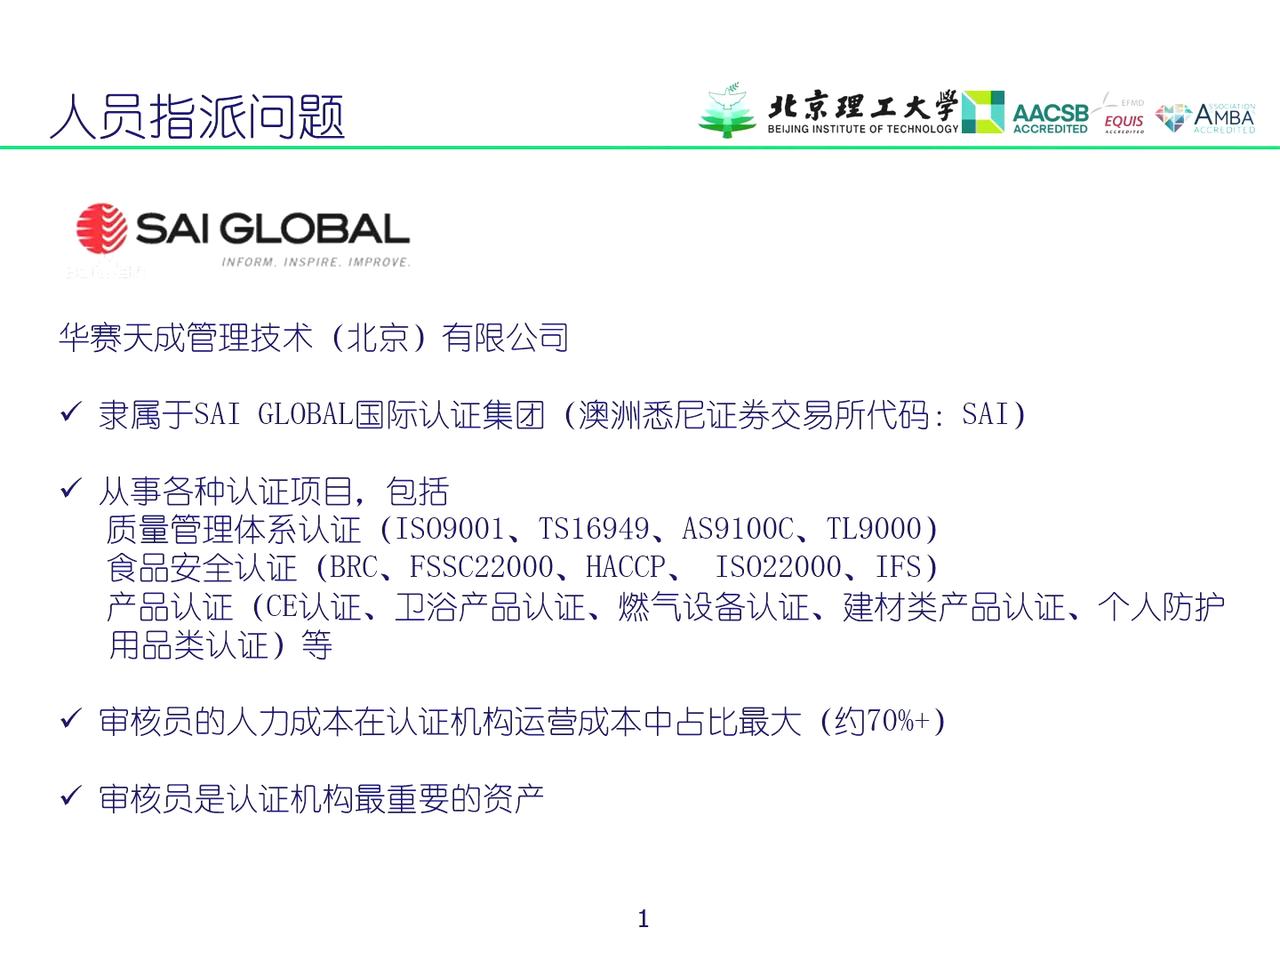 人员指派问题
北京理工大学
BEIJING INSTITUTE OF TECHNOLOGY
AACSB
ACCREDITED
EFMD
EQUIS
ACCREDITED
ASSOCIATION
AMBA
ACCREDITED
SAI GLOBAL
INFORM. INSPIRE. IMPROVE.
华赛天成管理技术（北京）有限公司
✓ 隶属于SAI GLOBAL国际认证集团（澳洲悉尼证券交易所代码：SAI）
✓ 从事各种认证项目，包括
质量管理体系认证（ISO9001、TS16949、AS9100C、TL9000）
食品安全认证（BRC、FSSC22000、HACCP、 ISO22000、IFS）
产品认证（CE认证、卫浴产品认证、燃气设备认证、建材类产品认证、个人防护
用品类认证）等
✓ 审核员的人力成本在认证机构运营成本中占比最大（约70%+）
✓ 审核员是认证机构最重要的资产
1